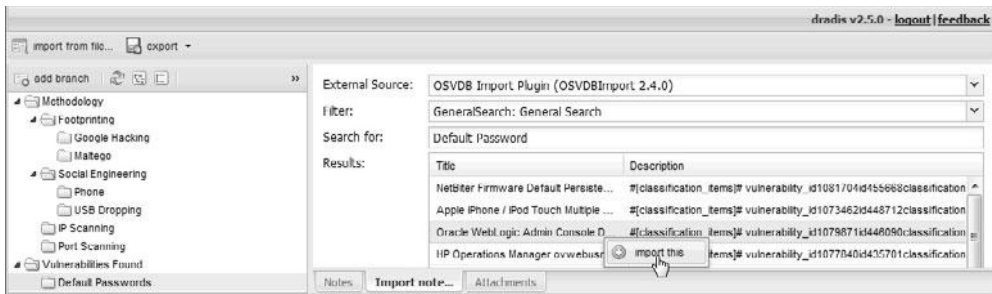 dradis v2.5.0 - logout | feedback
import from file... export
add branch »
Methodology
Footprinting
Google Hacking
Maltego
Social Engineering
Phone
USB Dropping
IP Scanning
Port Scanning
Vulnerabilities Found
Default Passwords
External Source: OSVDB Import Plugin (OSVDBImport 2.4.0)
Filter: GeneralSearch: General Search
Search for: Default Password
Results:
Title Description
NetBiter Firmware Default Persiste... #[classification_items]# vulnerability_id1081704id455668classification
Apple iPhone / iPod Touch Multiple ... #[classification_items]# vulnerability_id1073462id448712classification
Oracle WebLogic Admin Console D... #[classification_items]# vulnerability_id1079871id446090classification
HP Operations Manager ovwebusr tems]# vulnerability_id1077840id435701classification
import this
Notes Import note... Attachments